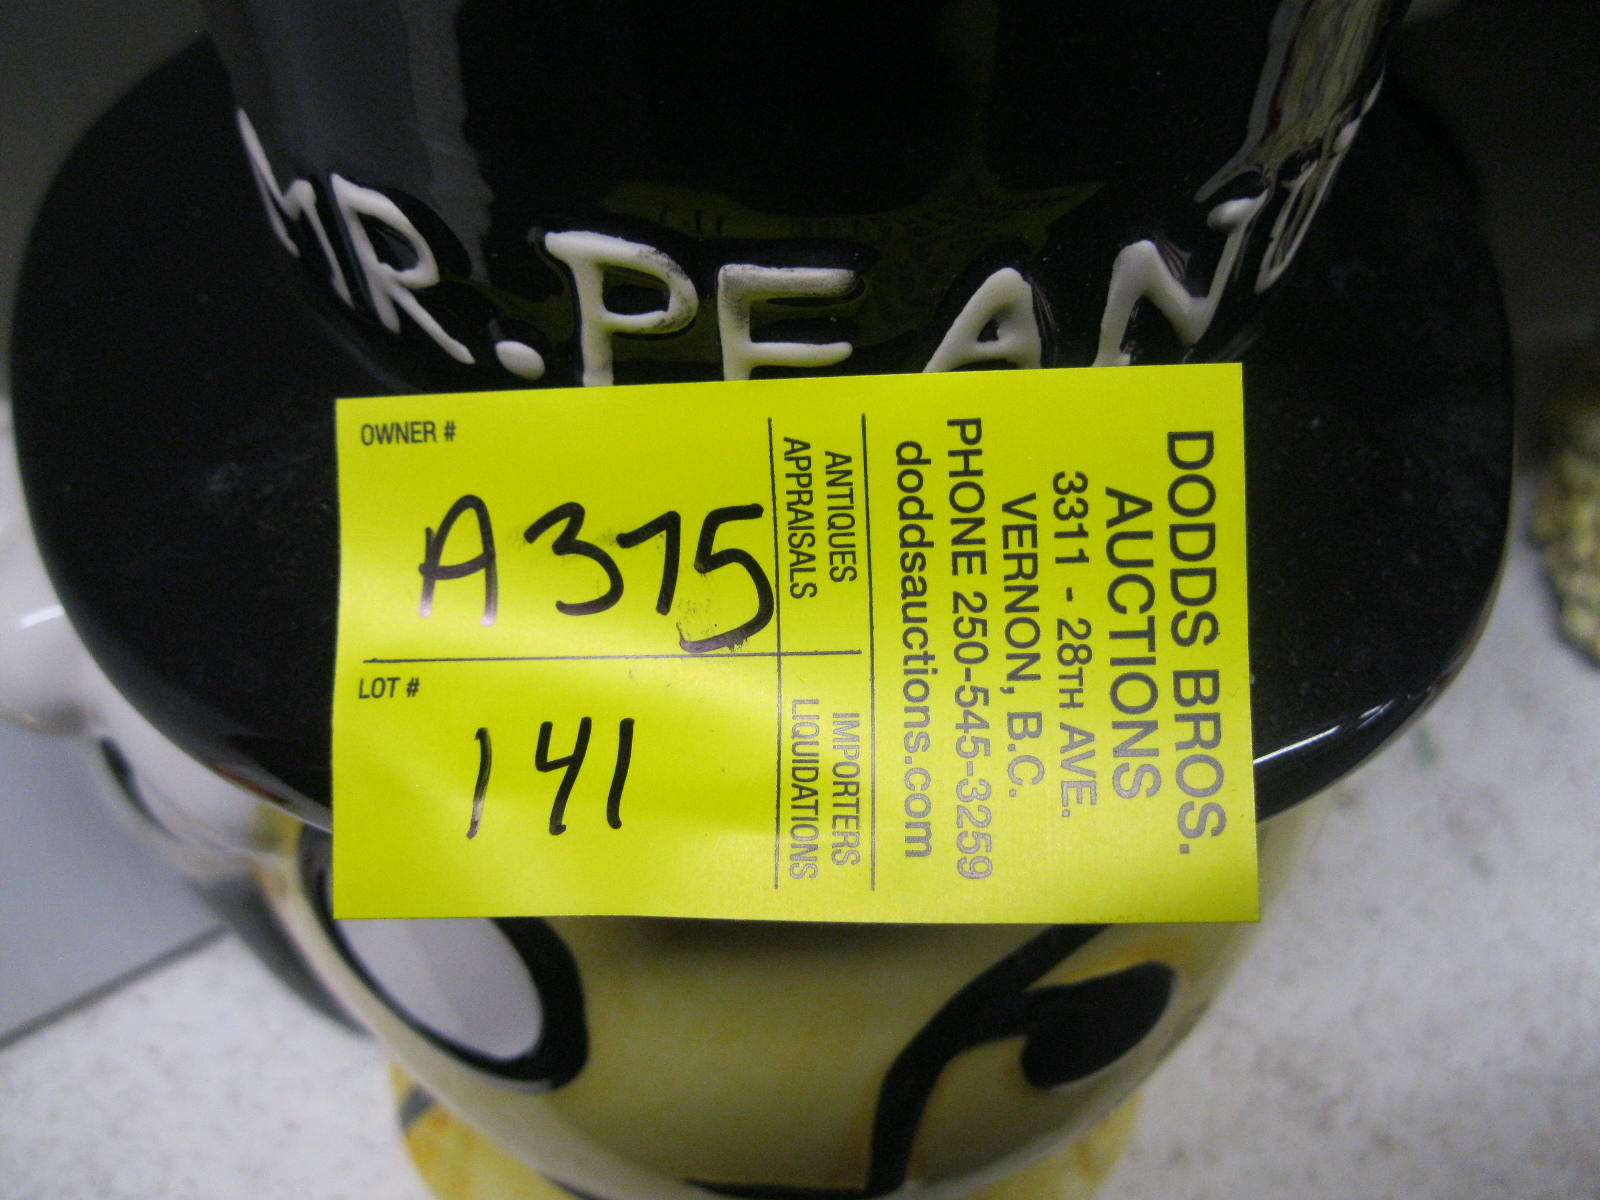 MR. PEANU
OWNER #
A375
LOT #
141
ANTIQUES
APPRAISALS
IMPORTERS
LIQUIDATIONS
DODDS BROS.
AUCTIONS
3311 - 28TH AVE.
VERNON, B.C.
PHONE 250-545-3259
doddsauctions.com